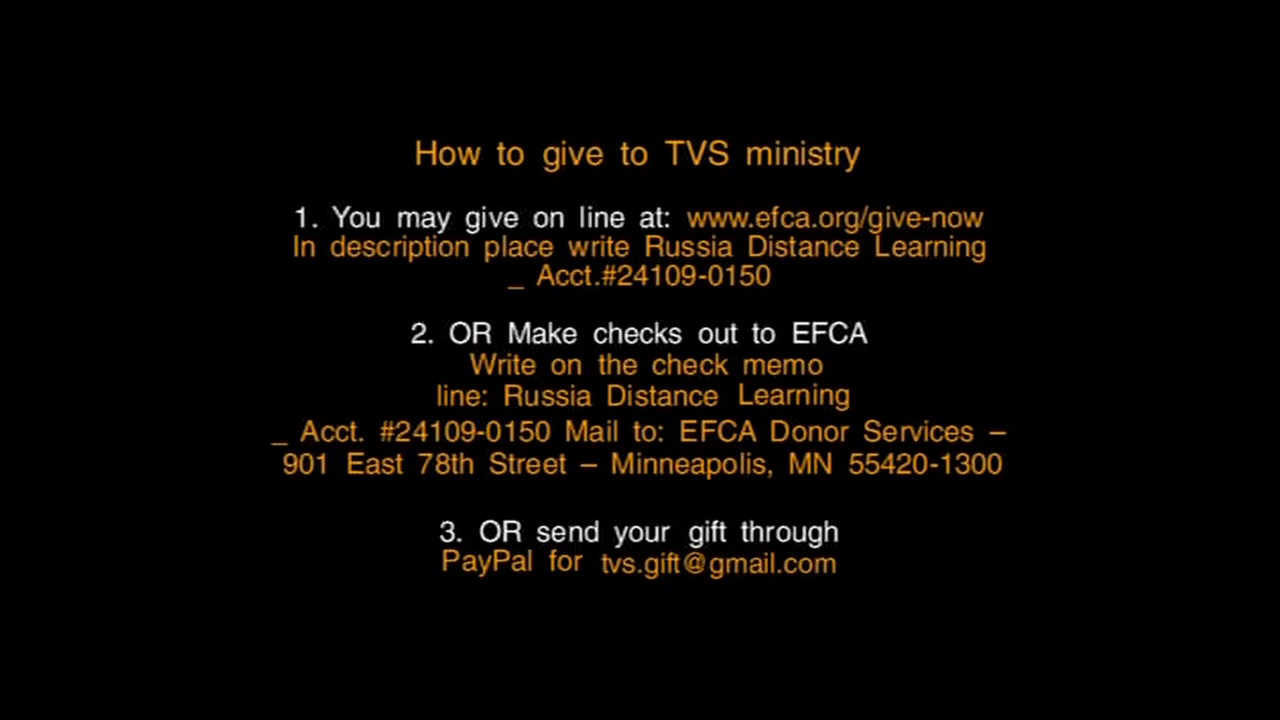 How to give to TVS ministry
1. You may give on line at: www.efca.org/give-now
In description place write Russia Distance Learning
_ Acct.#24109-0150
2. OR Make checks out to EFCA
Write on the check memo
line: Russia Distance Learning
_ Acct. #24109-0150 Mail to: EFCA Donor Services –
901 East 78th Street – Minneapolis, MN 55420-1300
3. OR send your gift through
PayPal for tvs.gift@gmail.com